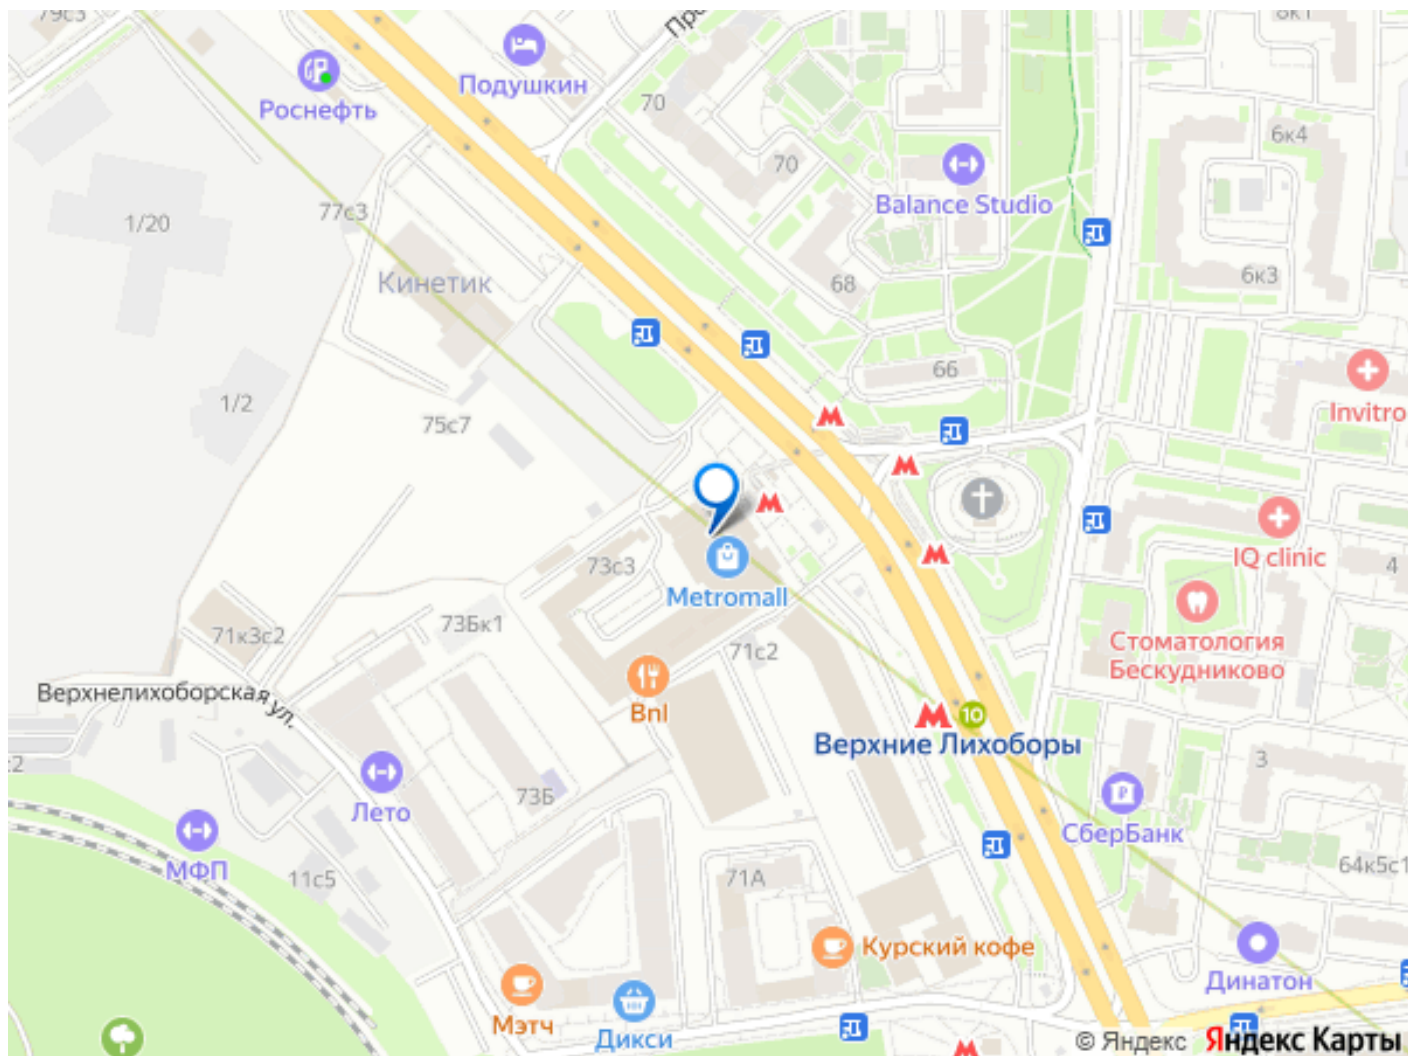 79с3
Про
8к1
Подушкин
Роснефть
70
6к4
70
Balance Studio
77с3
1/20
68
6к3
Кинетик
66
1/2
75с7
Invitro
М
М
М
IQ clinic
М
73с3
4
Metromall
71к3с2
73Бк1
Стоматология
Бескудниково
71с2
Верхнелихоборская ул.
Bnl
М
10
Верхние Лихоборы
2
3
73Б
Лето
СберБанк
МФП
11с5
71А
64к5с1
Курский кофе
Динатон
Мэтч
Дикси
М
© Яндекс Яндекс Карты